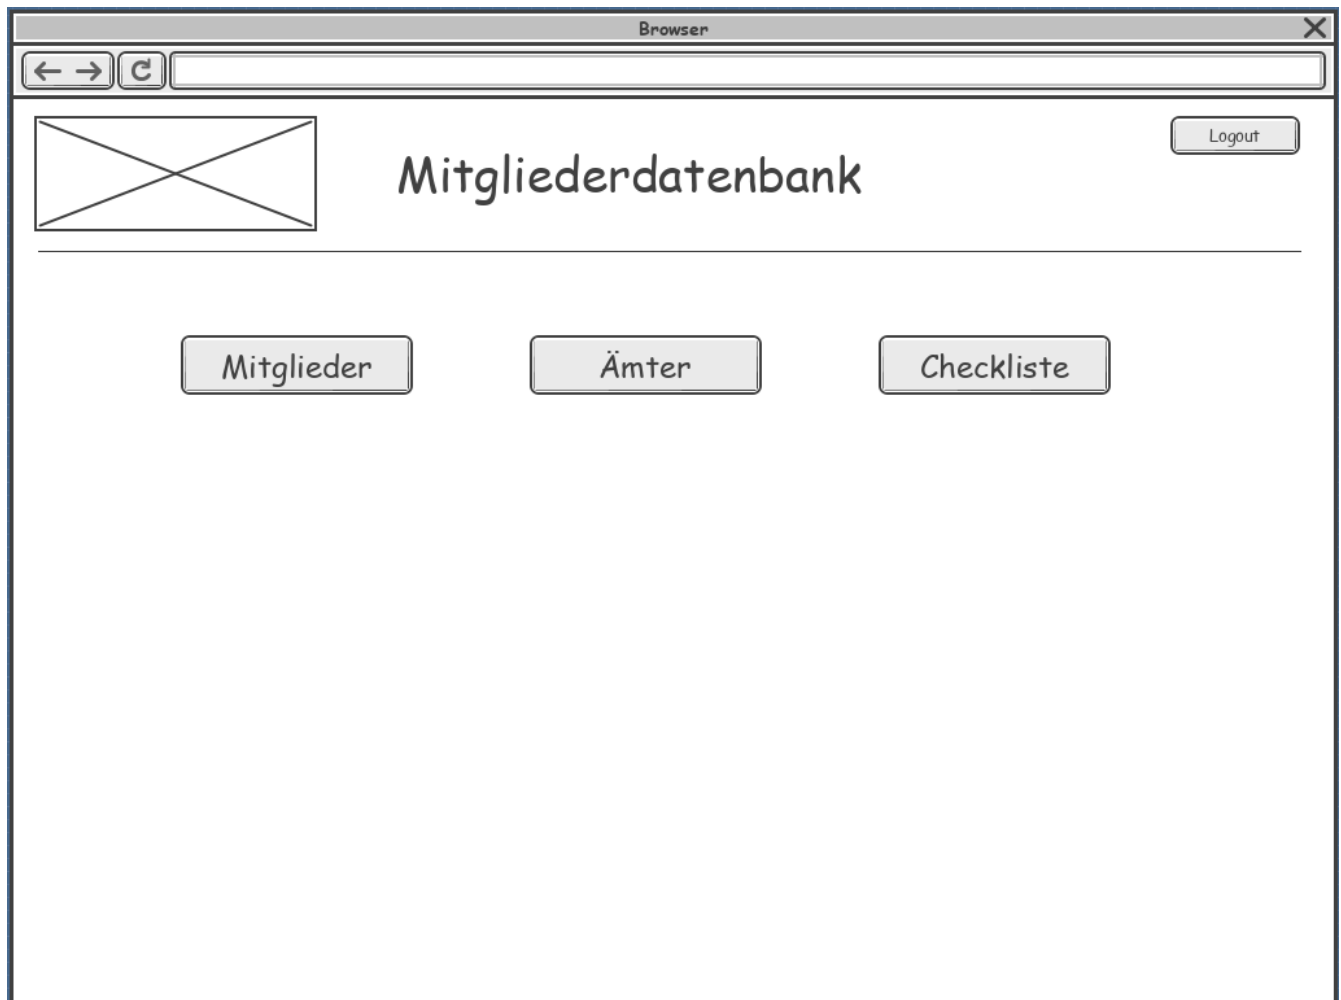 Browser
Logout
Mitgliederdatenbank
Mitglieder
Ämter
Checkliste